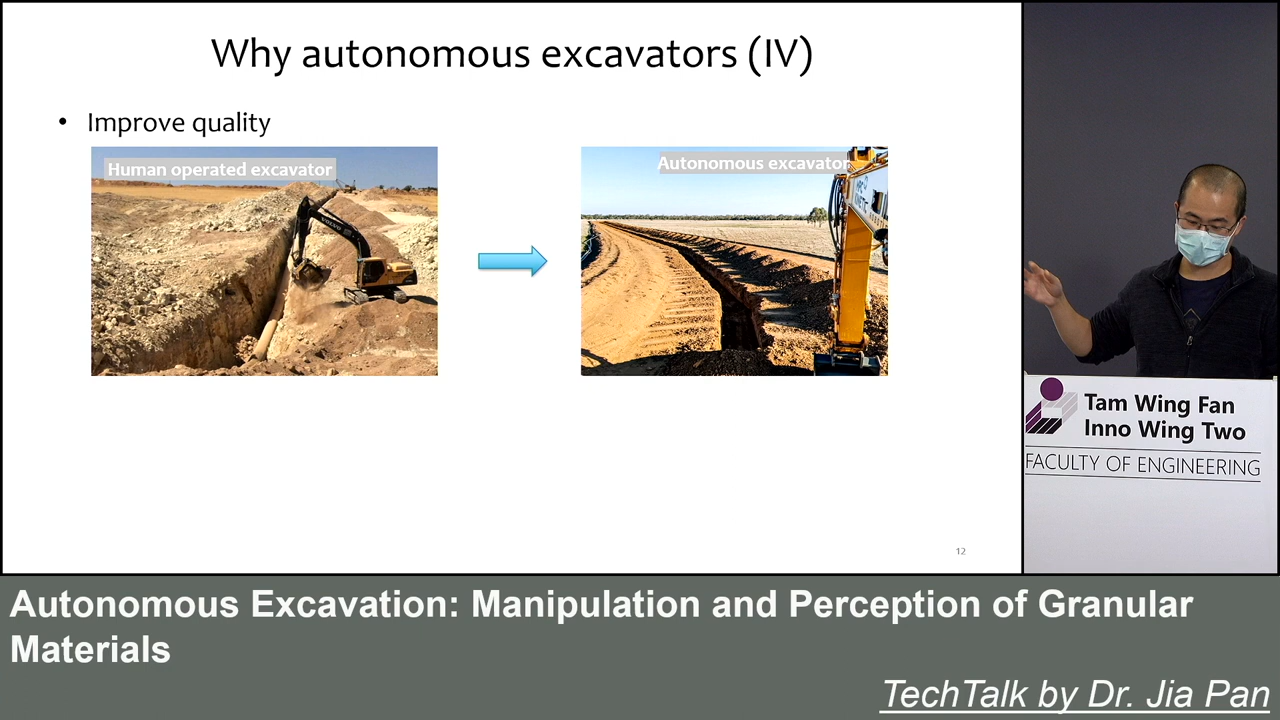 Why autonomous excavators (IV)
• Improve quality
Human operated excavator
Autonomous excavator
VOLVO
12
Tam Wing Fan
Inno Wing Two
FACULTY OF ENGINEERING
Autonomous Excavation: Manipulation and Perception of Granular
Materials
TechTalk by Dr. Jia Pan